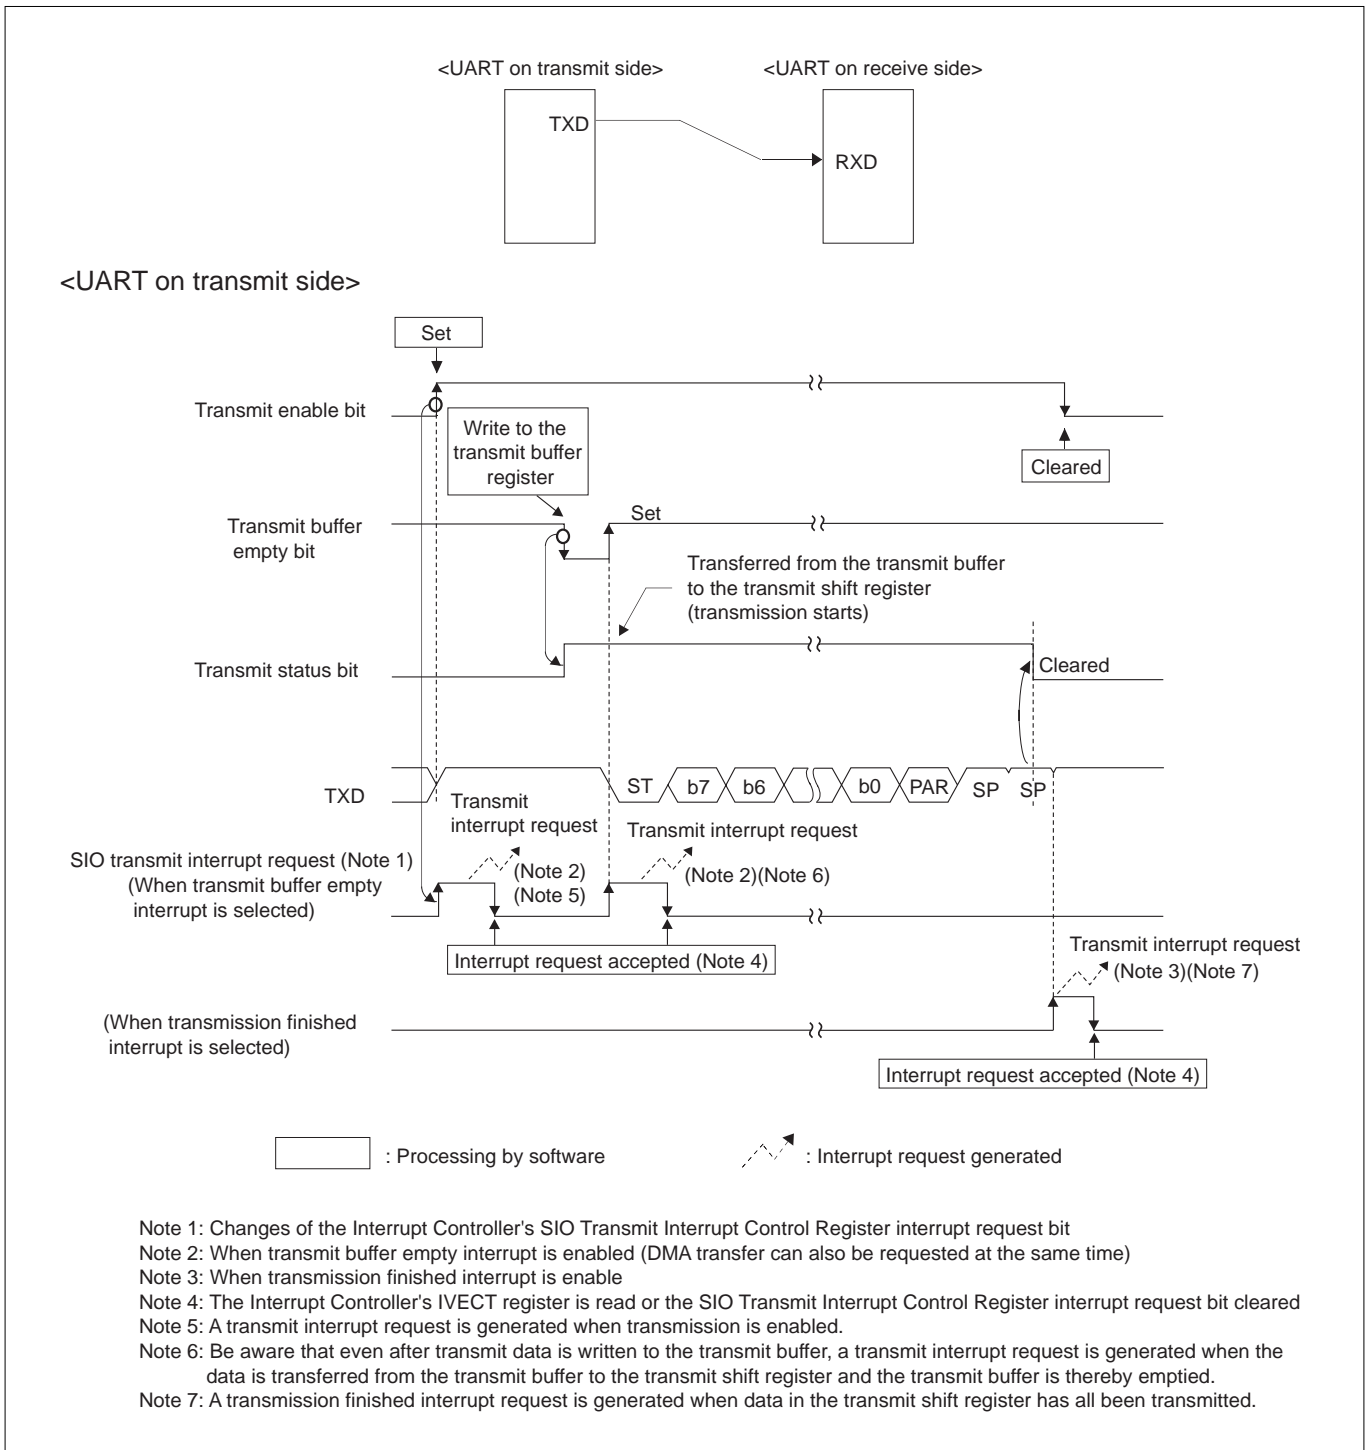 <UART on transmit side>
<UART on receive side>
TXD
RXD
<UART on transmit side>
Set
Transmit enable bit
Write to the
transmit buffer
register
Cleared
Transmit buffer
empty bit
Set
Transferred from the transmit buffer
to the transmit shift register
(transmission starts)
Transmit status bit
Cleared
TXD
ST
b7
b6
b0
PAR
SP
SP
Transmit
interrupt request
Transmit interrupt request
SIO transmit interrupt request (Note 1)
(When transmit buffer empty
interrupt is selected)
(Note 2)
(Note 5)
(Note 2)(Note 6)
Interrupt request accepted (Note 4)
Transmit interrupt request
(Note 3)(Note 7)
(When transmission finished
interrupt is selected)
Interrupt request accepted (Note 4)
: Processing by software
: Interrupt request generated
Note 1: Changes of the Interrupt Controller's SIO Transmit Interrupt Control Register interrupt request bit
Note 2: When transmit buffer empty interrupt is enabled (DMA transfer can also be requested at the same time)
Note 3: When transmission finished interrupt is enable
Note 4: The Interrupt Controller's IVECT register is read or the SIO Transmit Interrupt Control Register interrupt request bit cleared
Note 5: A transmit interrupt request is generated when transmission is enabled.
Note 6: Be aware that even after transmit data is written to the transmit buffer, a transmit interrupt request is generated when the
data is transferred from the transmit buffer to the transmit shift register and the transmit buffer is thereby emptied.
Note 7: A transmission finished interrupt request is generated when data in the transmit shift register has all been transmitted.